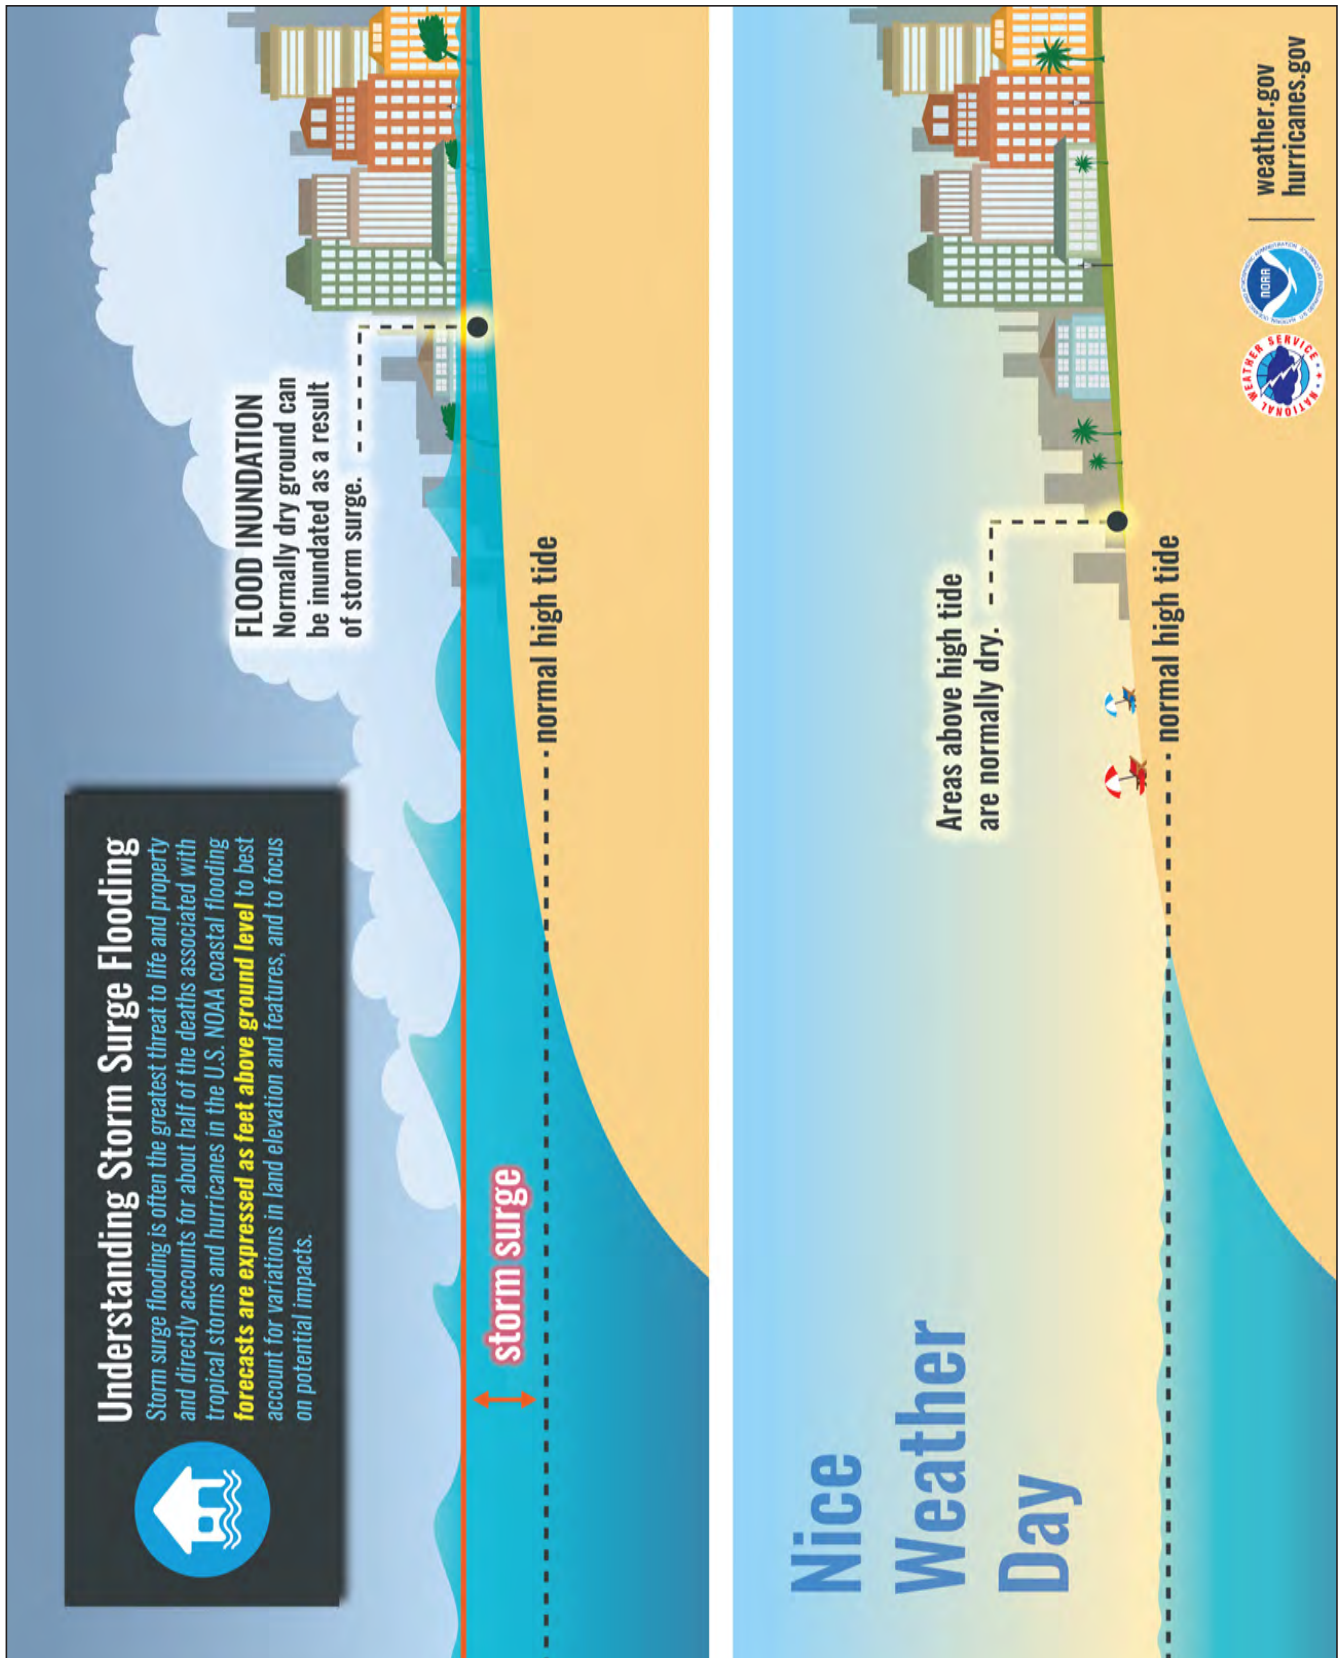 Understanding Storm Surge Flooding
Storm surge flooding is often the greatest threat to life and property
and directly accounts for about half of the deaths associated with
tropical storms and hurricanes in the U.S. NOAA coastal flooding
forecasts are expressed as feet above ground level to best
account for variations in land elevation and features, and to focus
on potential impacts.
FLOOD INUNDATION
Normally dry ground can
be inundated as a result
of storm surge.
storm surge
normal high tide
Nice
Weather
Day
Areas above high tide
are normally dry.
normal high tide
NATIONAL WEATHER SERVICE
NOAA
weather.gov
hurricanes.gov